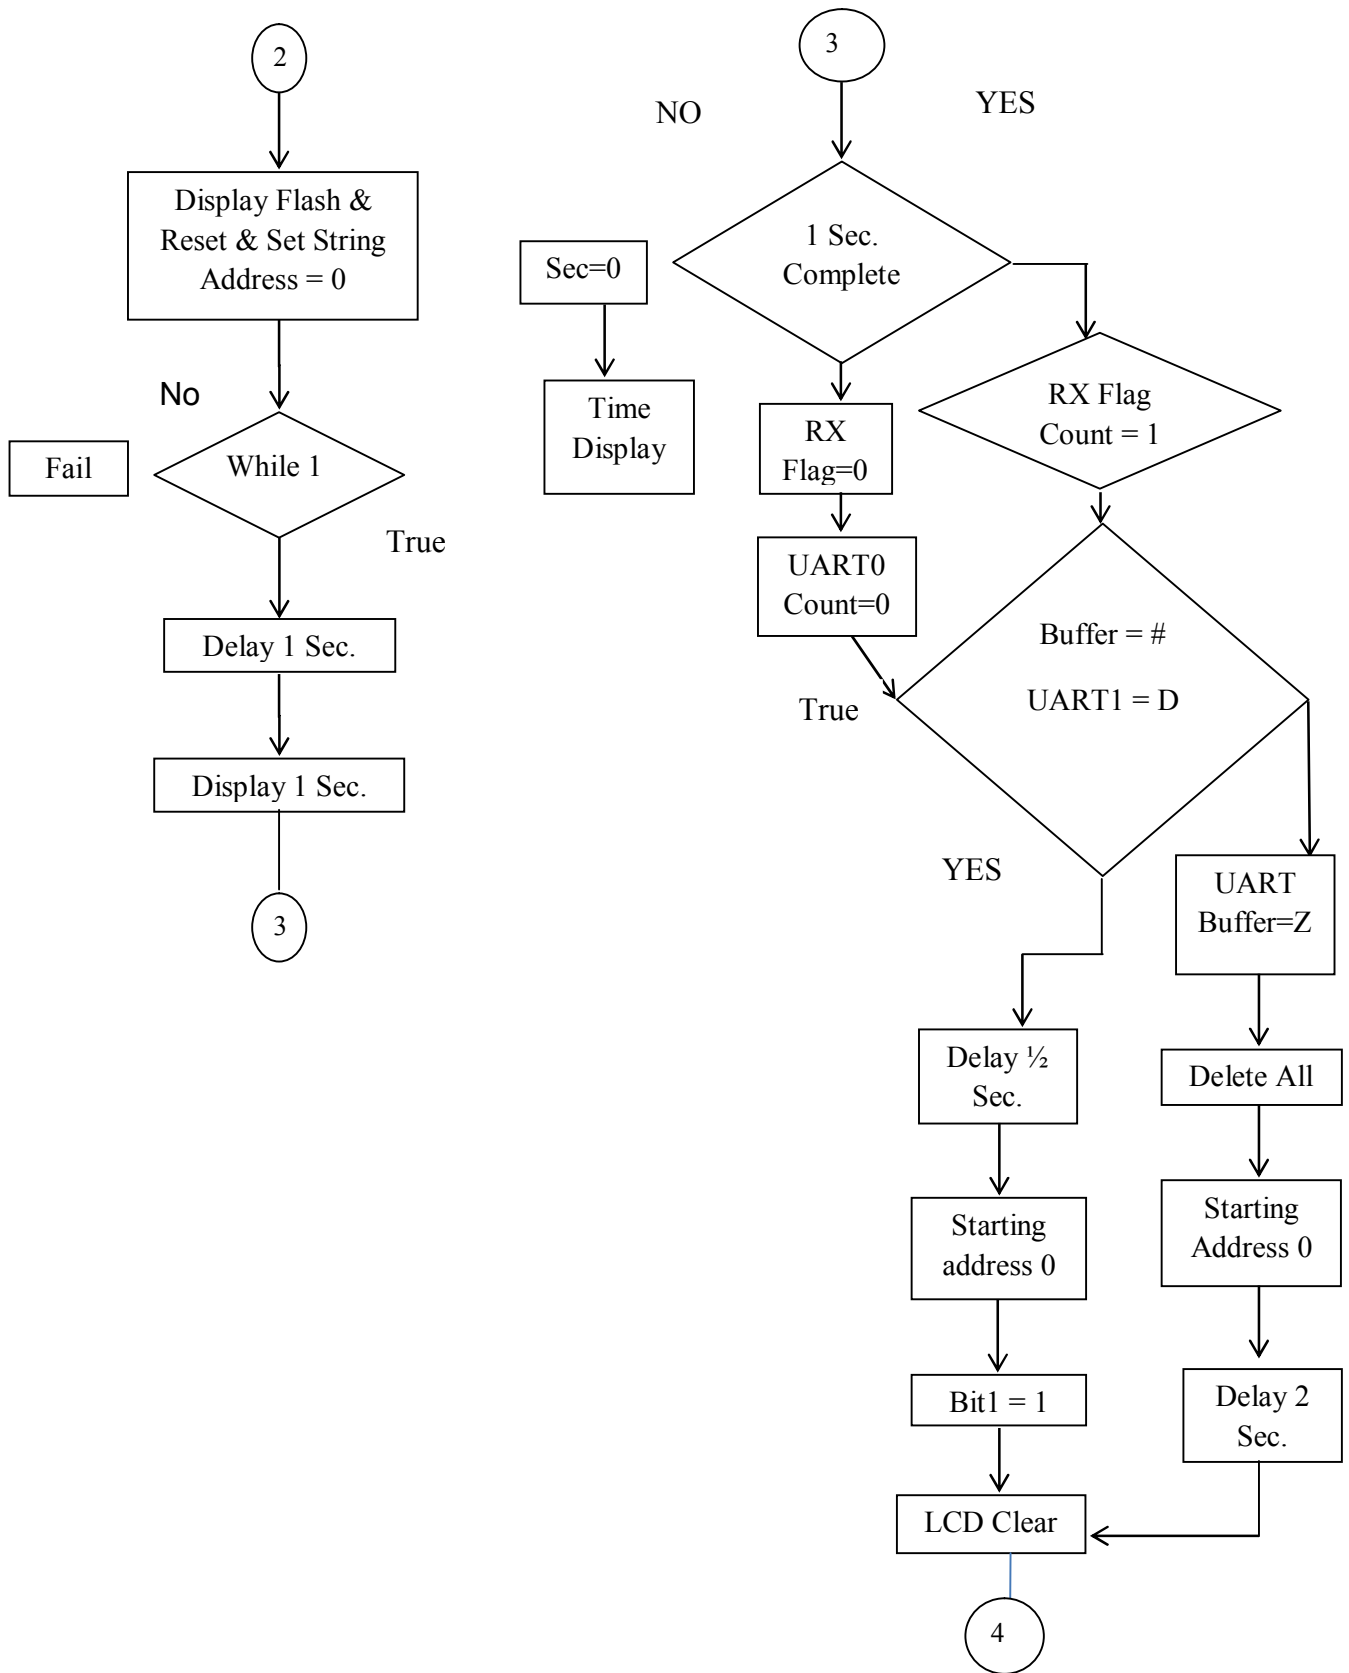 2
Display Flash &
Reset & Set String
Address = 0
No
Fail
While 1
True
Delay 1 Sec.
Display 1 Sec.
3
3
NO
YES
1 Sec.
Complete
Sec=0
Time
Display
RX
Flag=0
RX Flag
Count = 1
UART0
Count=0
True
Buffer = #
UART1 = D
YES
UART
Buffer=Z
Delay ½
Sec.
Delete All
Starting
address 0
Starting
Address 0
Bit1 = 1
Delay 2
Sec.
LCD Clear
4